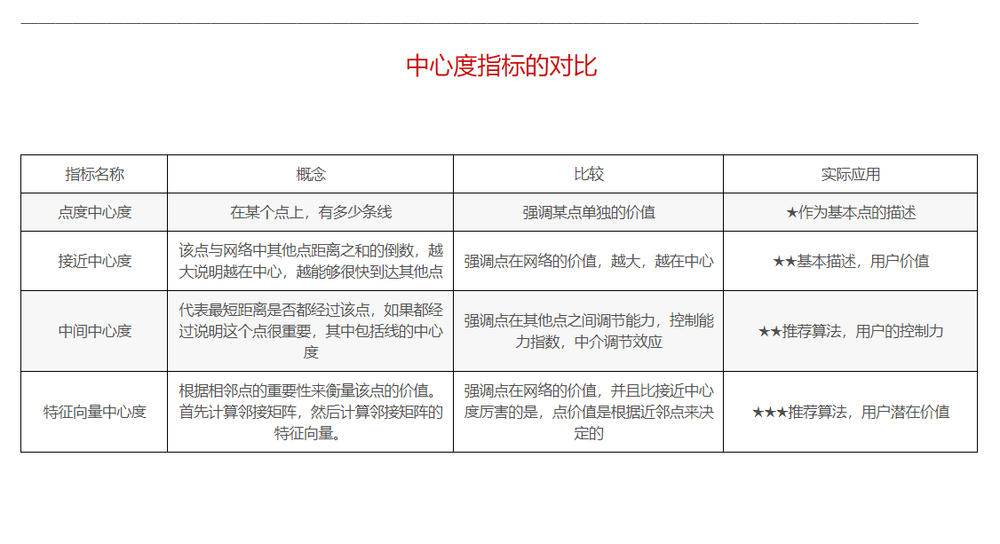 中心度指标的对比
指标名称
概念
比较
实际应用
点度中心度
在某个点上，有多少条线
强调某点单独的价值
★作为基本点的描述
接近中心度
该点与网络中其他点距离之和的倒数，越
大说明越在中心，越能够很快到达其他点
强调点在网络的价值，越大，越在中心
★★基本描述，用户价值
中间中心度
代表最短距离是否都经过该点，如果都经
过说明这个点很重要，其中包括线的中心
度
强调点在其他点之间调节能力，控制能
力指数，中介调节效应
★★推荐算法，用户的控制力
特征向量中心度
根据相邻点的重要性来衡量该点的价值。
首先计算邻接矩阵，然后计算邻接矩阵的
特征向量。
强调点在网络的价值，并且比接近中心
度厉害的是，点价值是根据近邻点来决
定的
★★★推荐算法，用户潜在价值